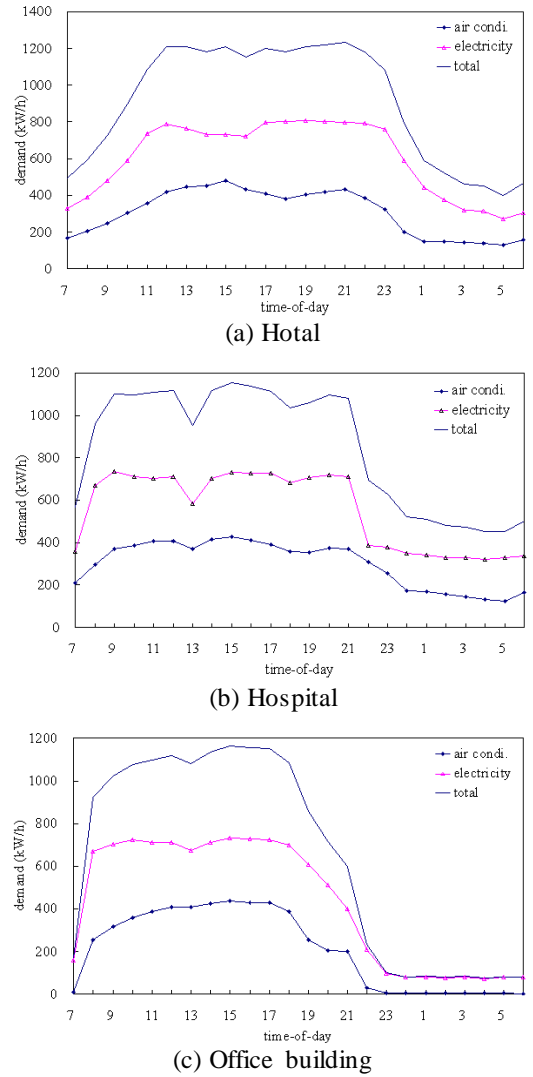 1400
1200
1000
800
600
400
200
0
demand (kW/h)
air condi.
electricity
total
7 9 11 13 15 17 19 21 23 1 3 5
time-of-day
(a) Hotal
1200
1000
800
600
400
200
0
demand (kW/h)
air condi.
electricity
total
7 9 11 13 15 17 19 21 23 1 3 5
time-of-day
(b) Hospital
1200
1000
800
600
400
200
0
demand (kW/h)
air condi.
electricity
total
7 9 11 13 15 17 19 21 23 1 3 5
time-of-day
(c) Office building